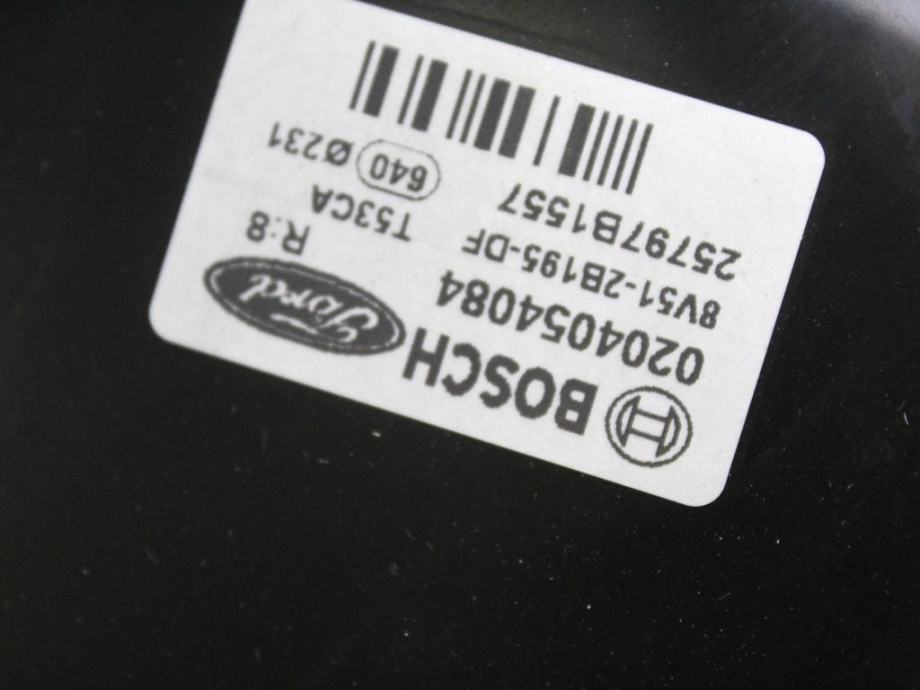 BOSCH Ford
0204054084 R:8
8V51-2B195-DF T53CA
25797B1557 640 Ø231